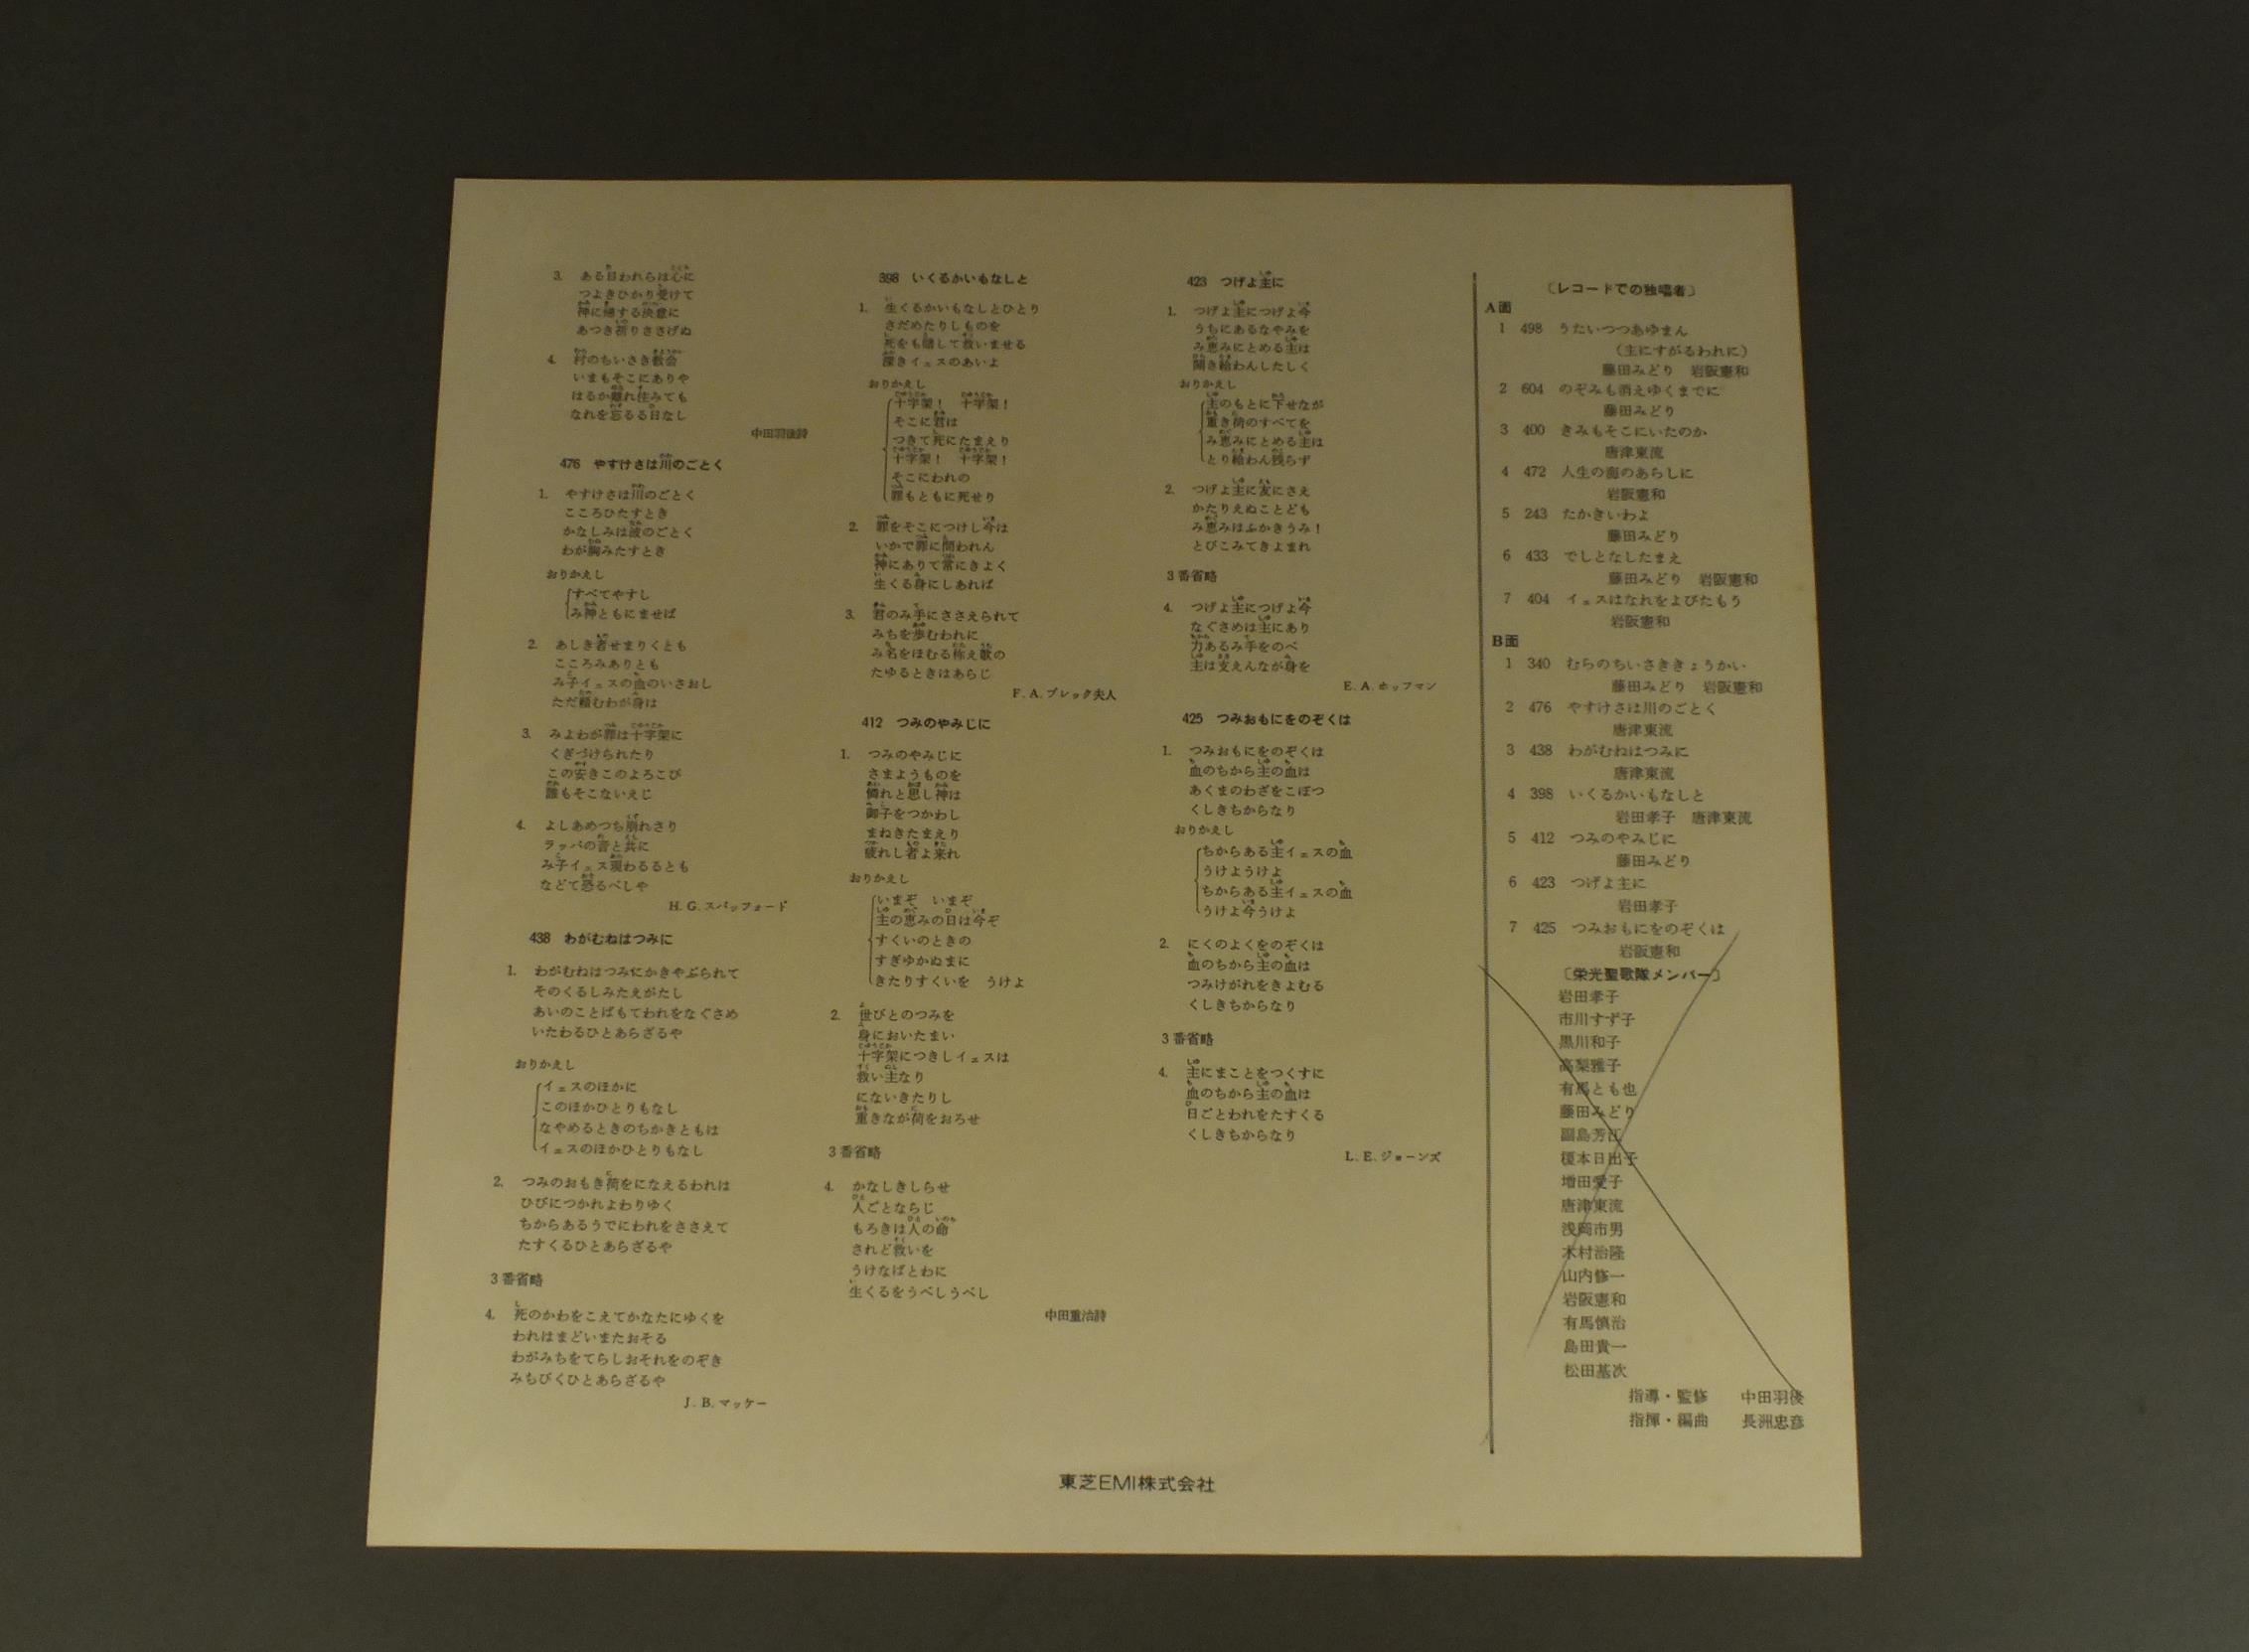 3. ある日われらは心に
つよきひかり受けて
神に帰する決意に
あつき祈りささげぬ
4. 村のちいさき教会
いまもそこにありや
はるか離れ住みても
なれを忘るる日なし
中田羽後詩
476 やすけさは川のごとく
1. やすけさは川のごとく
こころひたすとき
かなしみは波のごとく
わが胸みたすとき
おりかえし
すべてやすし
み神ともにませば
2. あしき者せまりくとも
こころみありとも
み子イェスの血のいさおし
ただ頼むわが身は
3. みよわが罪は十字架に
くぎづけられたり
この安きこのよろこび
誰もそこないえじ
4. よしあめつち崩れさり
ラッパの音と共に
み子イェス現わるるとも
などて恐るべしや
H. G. スパッフォード
438 わがむねはつみに
1. わがむねはつみにかきやぶられて
そのくるしみたえがたし
あいのことばもてわれをなぐさめ
いたわるひとあらざるや
おりかえし
イェスのほかに
このほかひとりもなし
なやめるときのちかきともは
イェスのほかひとりもなし
2. つみのおもき荷をになえるわれは
ひびにつかれよわりゆく
ちからあるうでにわれをささえて
たすくるひとあらざるや
3番省略
4. 死のかわをこえてかなたにゆくを
われはまどいまたおそる
わがみちをてらしおそれをのぞき
みちびくひとあらざるや
J. B. マッケー
398 いくるかいもなしと
1. 生くるかいもなしとひとり
さだめたりしものを
死をも賭して救いませる
深きイェスのあいよ
おりかえし
十字架! 十字架!
そこに君は
つきて死にたまえり
十字架! 十字架!
そこにわれの
罪もともに死せり
2. 罪をそこにつけし今は
いかで罪に問われん
神にありて常にきよく
生くる身にしあれば
3. 君のみ手にささえられて
みちを歩むわれに
み名をほむる称え歌の
たゆるときはあらじ
F. A. ブレック夫人
412 つみのやみじに
1. つみのやみじに
さまようものを
憐れと思し神は
御子をつかわし
まねきたまえり
疲れし者よ来れ
おりかえし
いまぞ いまぞ
主の恵みの日は今ぞ
すくいのときの
すぎゆかぬまに
きたりすくいを うけよ
2. 世びとのつみを
身においたまい
十字架につきしイェスは
救い主なり
にないきたりし
重きなが荷をおろせ
3番省略
4. かなしきしらせ
人ごとならじ
もろきは人の命
されど救いを
うけなばとわに
生くるをうべしうべし
中田重治詩
423 つげよ主に
1. つげよ主につげよ今
うちにあるなやみを
み恵みにとめる主は
聞き給わんしたしく
おりかえし
主のもとに下せなが
重き荷のすべてを
み恵みにとめる主は
とり給わん残らず
2. つげよ主に友にさえ
かたりえぬことども
み恵みはふかきうみ!
とびこみてきよまれ
3番省略
4. つげよ主につげよ今
なぐさめは主にあり
力あるみ手をのべ
主は支えんなが身を
E. A. ホッフマン
425 つみおもにをのぞくは
1. つみおもにをのぞくは
血のちから主の血は
あくまのわざをこぼつ
くしきちからなり
おりかえし
ちからある主イェスの血
うけようけよ
ちからある主イェスの血
うけよ今うけよ
2. にくのよくをのぞくは
血のちから主の血は
つみけがれをきよむる
くしきちからなり
3番省略
4. 主にまことをつくすに
血のちから主の血は
日ごとわれをたすくる
くしきちからなり
L. E. ジョーンズ
〔レコードでの独唱者〕
A面
1 498 うたいつつあゆまん
(主にすがるわれに)
藤田みどり 岩阪憲和
2 604 のぞみも消えゆくまでに
藤田みどり
3 400 きみもそこにいたのか
唐津東流
4 472 人生の海のあらしに
岩阪憲和
5 243 たかきいわよ
藤田みどり
6 433 でしとなしたまえ
藤田みどり 岩阪憲和
7 404 イェスはなれをよびたもう
岩阪憲和
B面
1 340 むらのちいさききょうかい
藤田みどり 岩阪憲和
2 476 やすけさは川のごとく
唐津東流
3 438 わがむねはつみに
唐津東流
4 398 いくるかいもなしと
岩田孝子 唐津東流
5 412 つみのやみじに
藤田みどり
6 423 つげよ主に
岩田孝子
7 425 つみおもにをのぞくは
岩阪憲和
〔栄光聖歌隊メンバー〕
岩田孝子
市川すず子
黒川和子
高梨雅子
有馬とも也
藤田みどり
副島芳江
榎本日出子
増田愛子
唐津東流
浅岡市男
木村治隆
山内修一
岩阪憲和
有馬慎治
島田貴一
松田基次
指導・監修 中田羽後
指揮・編曲 長洲忠彦
東芝EMI株式会社